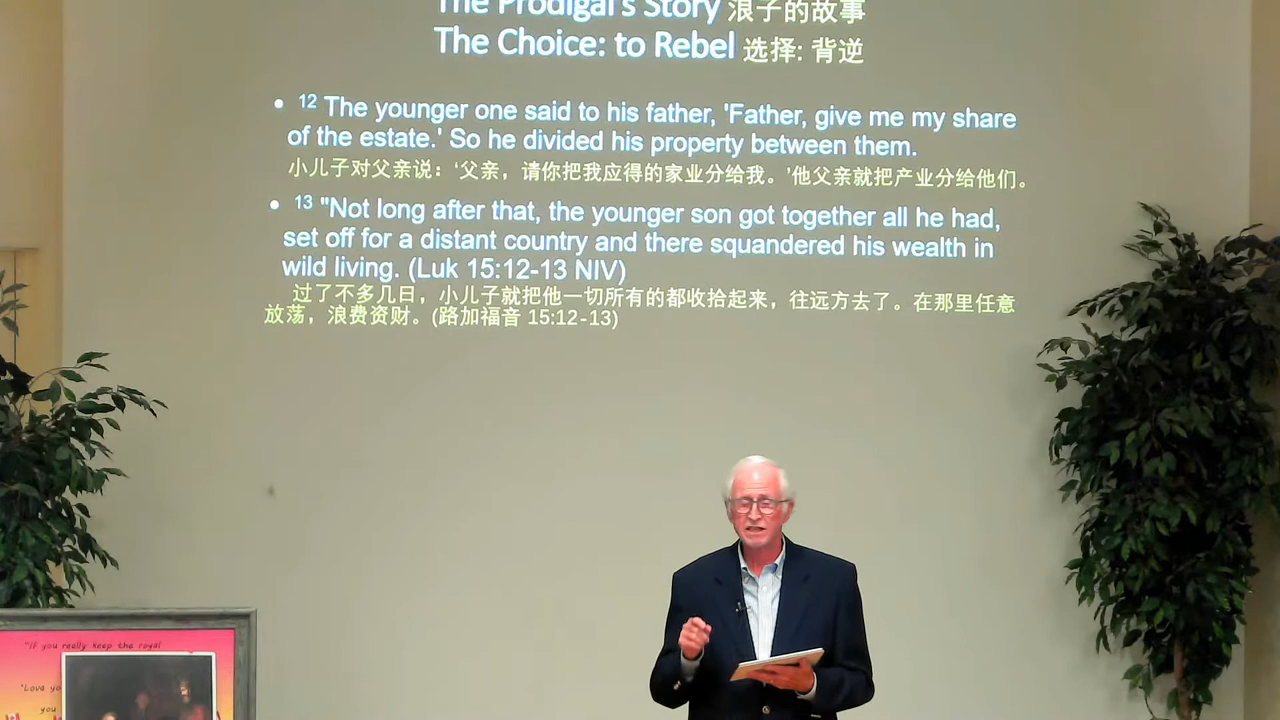 The Prodigal's Story 浪子的故事
The Choice: to Rebel 选择: 背逆
• 12 The younger one said to his father, 'Father, give me my share
of the estate.' So he divided his property between them.
小儿子对父亲说：‘父亲，请你把我应得的家业分给我。’他父亲就把产业分给他们。
• 13 "Not long after that, the younger son got together all he had,
set off for a distant country and there squandered his wealth in
wild living. (Luk 15:12-13 NIV)
过了不多几日，小儿子就把他一切所有的都收拾起来，往远方去了。在那里任意
放荡，浪费资财。(路加福音 15:12-13)
"If you really keep the royal
"Love yo
you